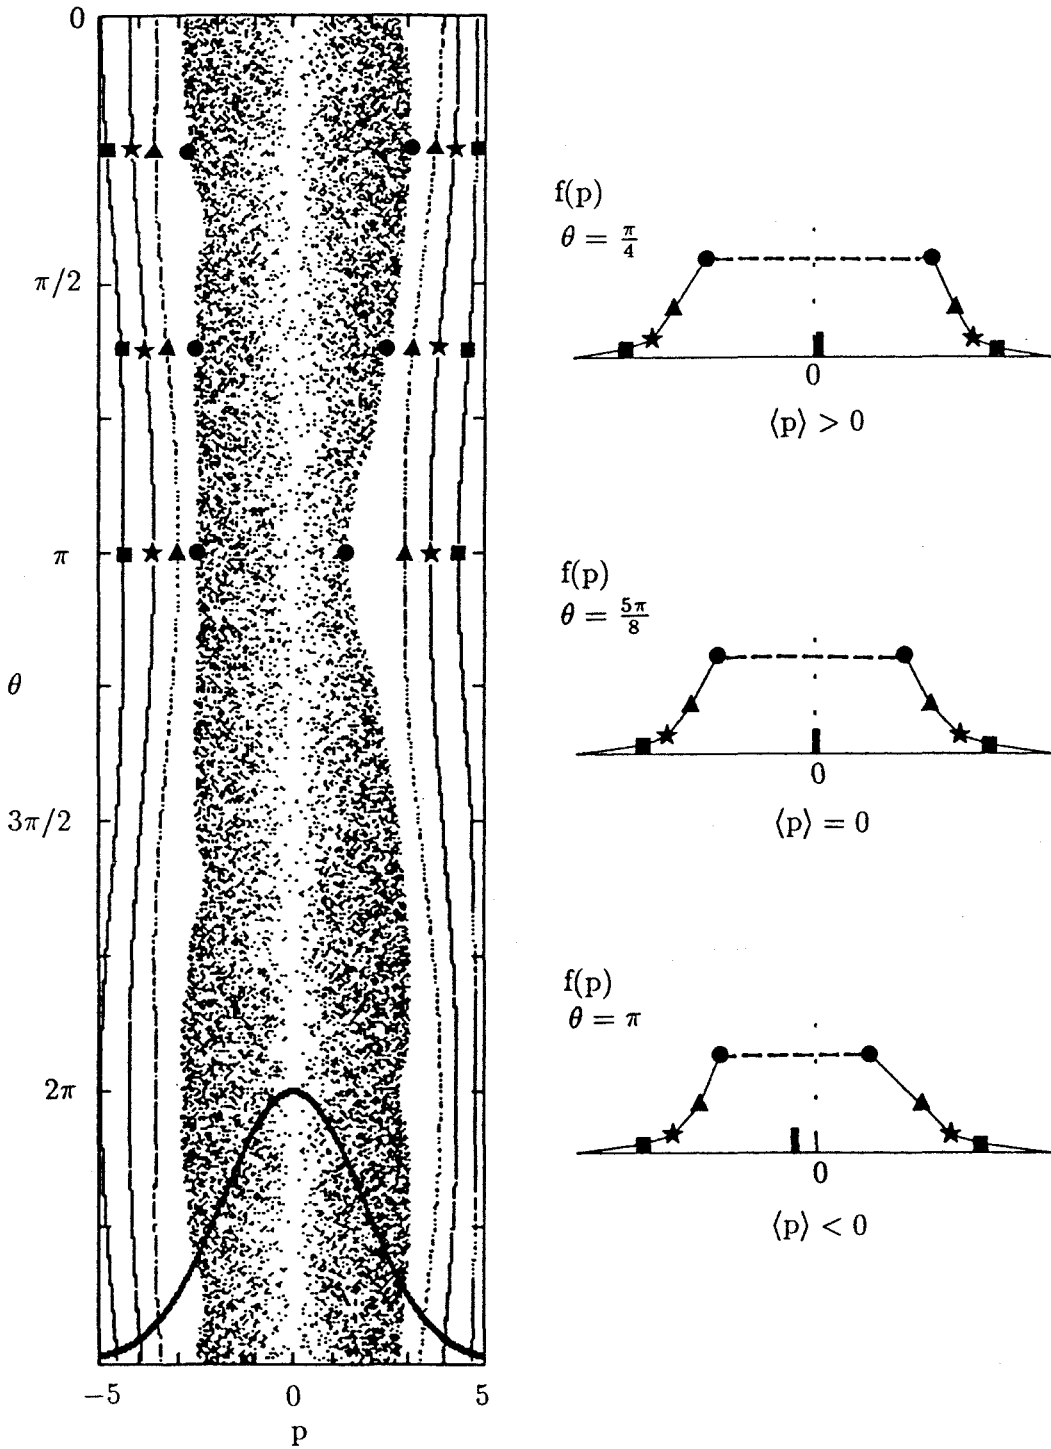 0
π/2
π
θ
3π/2
2π
−5 0 5
p
f(p)
θ = π/4
0
⟨p⟩ > 0
f(p)
θ = 5π/8
0
⟨p⟩ = 0
f(p)
θ = π
0
⟨p⟩ < 0